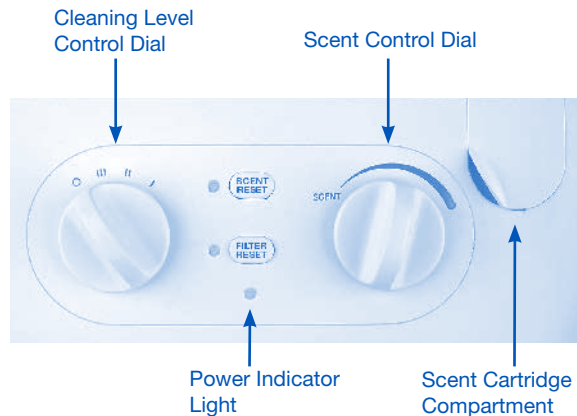 Cleaning Level
Control Dial
Scent Control Dial
SCENT
RESET
SCENT
FILTER
RESET
Power Indicator
Light
Scent Cartridge
Compartment